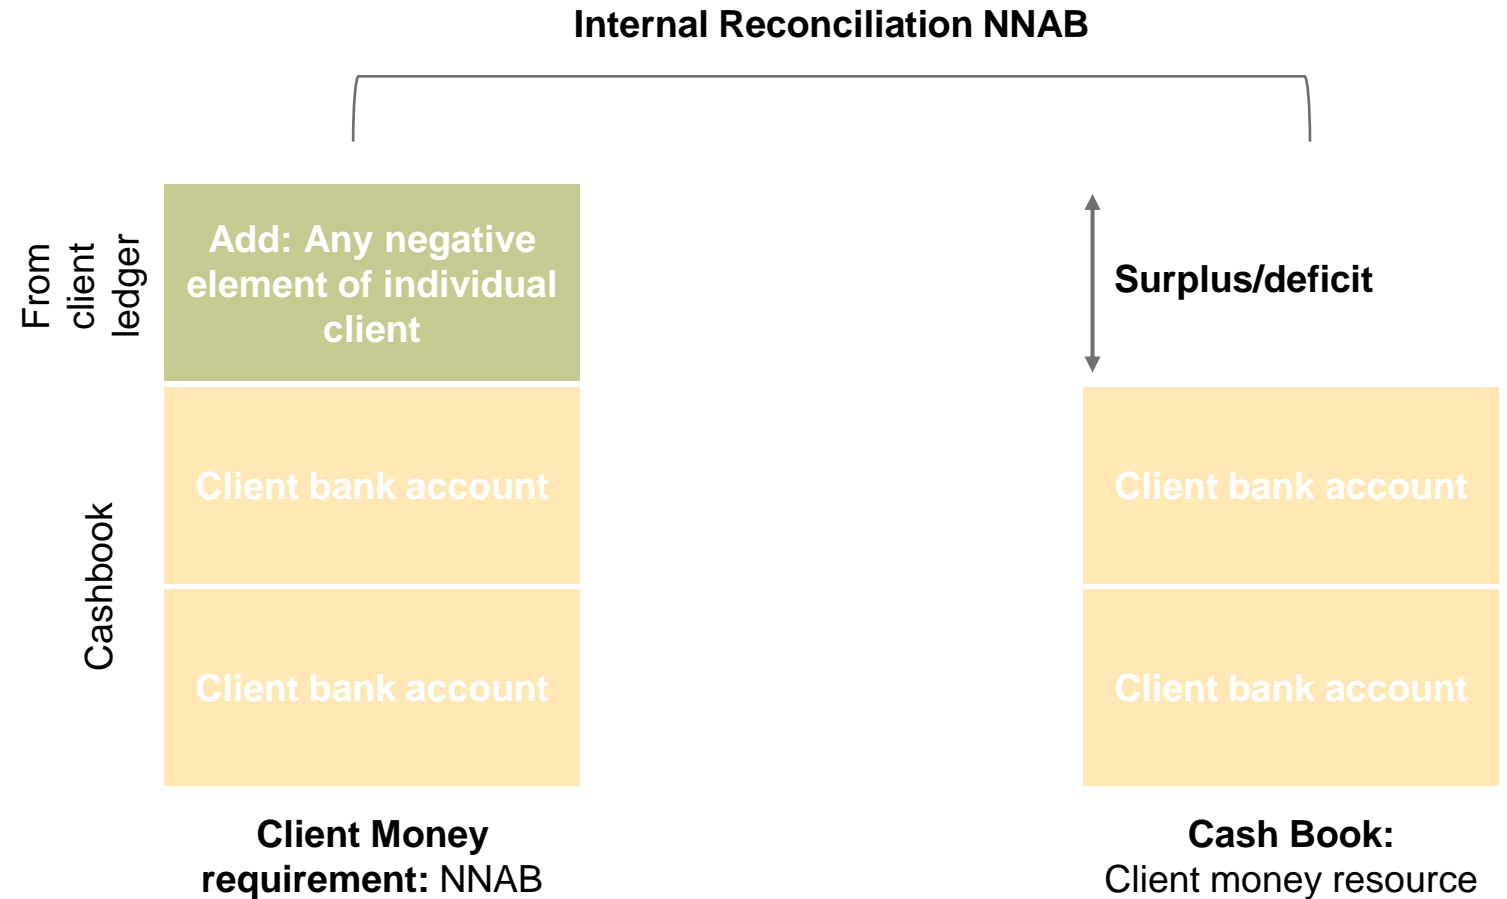 Internal Reconciliation NNAB
From
client
ledger
Add: Any negative
element of individual
client
Surplus/deficit
Cashbook
Client bank account
Client bank account
Client bank account
Client bank account
Client Money
requirement: NNAB
Cash Book:
Client money resource